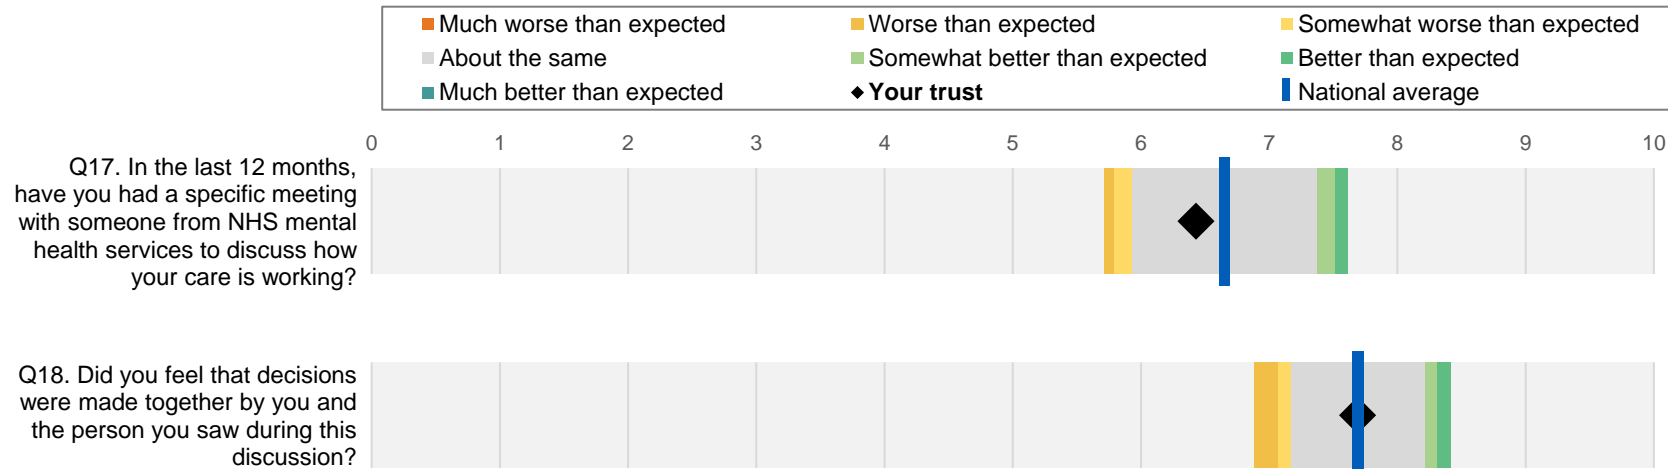 Much worse than expected
Worse than expected
Somewhat worse than expected
About the same
Somewhat better than expected
Better than expected
Much better than expected
Your trust
National average
0 1 2 3 4 5 6 7 8 9 10
Q17. In the last 12 months,
have you had a specific meeting
with someone from NHS mental
health services to discuss how
your care is working?
Q18. Did you feel that decisions
were made together by you and
the person you saw during this
discussion?